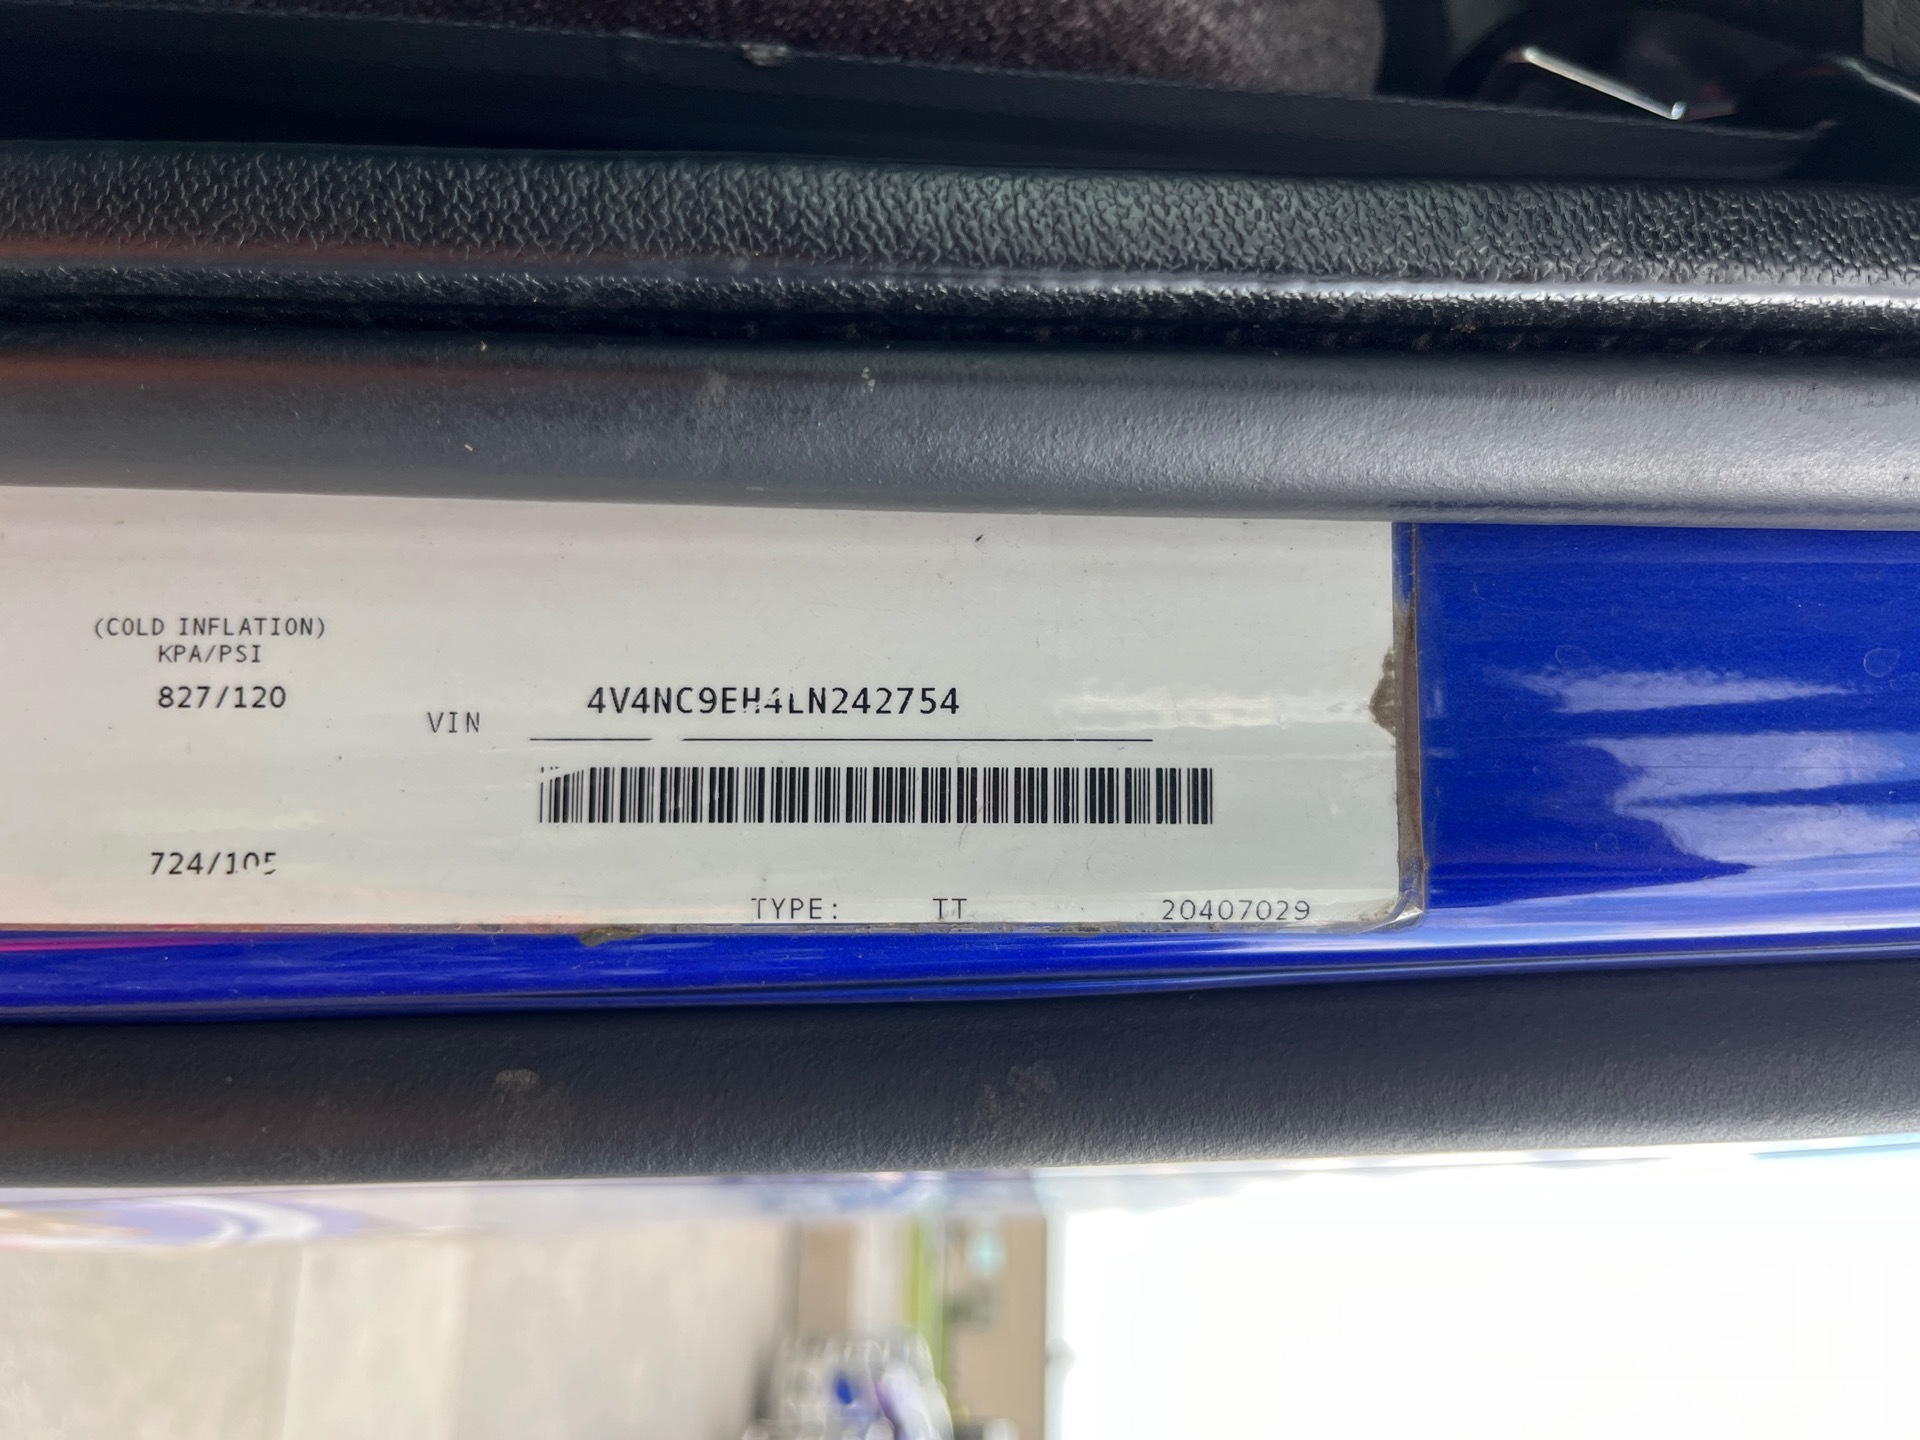 (COLD INFLATION)
KPA/PSI
827/120
VIN 4V4NC9EH4LN242754
724/105
TYPE: TT 20407029